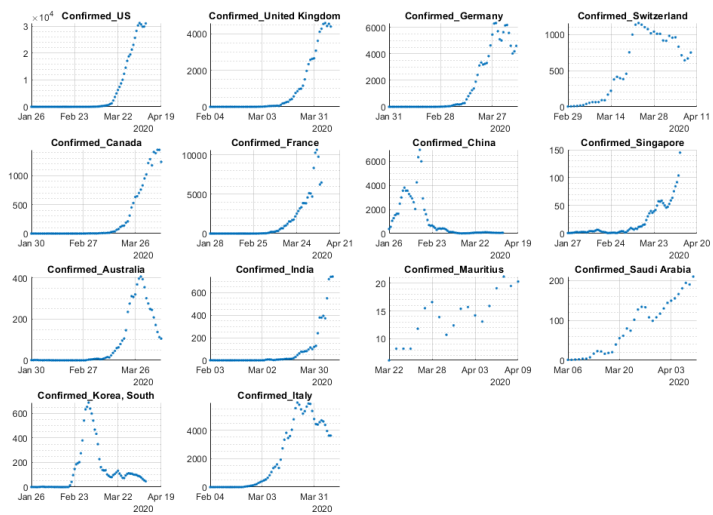 Confirmed_US
×10⁴
3
2
1
0
Jan 26 Feb 23 Mar 22 Apr 19
2020
Confirmed_United Kingdom
4000
2000
0
Feb 04 Mar 03 Mar 31
2020
Confirmed_Germany
6000
4000
2000
0
Jan 31 Feb 28 Mar 27
2020
Confirmed_Switzerland
1000
500
0
Feb 29 Mar 14 Mar 28 Apr 11
2020
Confirmed_Canada
1000
500
0
Jan 30 Feb 27 Mar 26
2020
Confirmed_France
10000
5000
0
Jan 28 Feb 25 Mar 24 Apr 21
2020
Confirmed_China
6000
4000
2000
0
Jan 26 Feb 23 Mar 22 Apr 19
2020
Confirmed_Singapore
150
100
50
0
Jan 27 Feb 24 Mar 23 Apr 20
2020
Confirmed_Australia
400
200
0
Jan 30 Feb 27 Mar 26
2020
Confirmed_India
600
400
200
0
Feb 03 Mar 02 Mar 30
2020
Confirmed_Mauritius
20
15
10
Mar 22 Mar 28 Apr 03 Apr 09
2020
Confirmed_Saudi Arabia
200
100
0
Mar 06 Mar 20 Apr 03
2020
Confirmed_Korea, South
600
400
200
0
Jan 26 Feb 23 Mar 22 Apr 19
2020
Confirmed_Italy
5000
4000
3000
2000
1000
0
Feb 04 Mar 03 Mar 31
2020